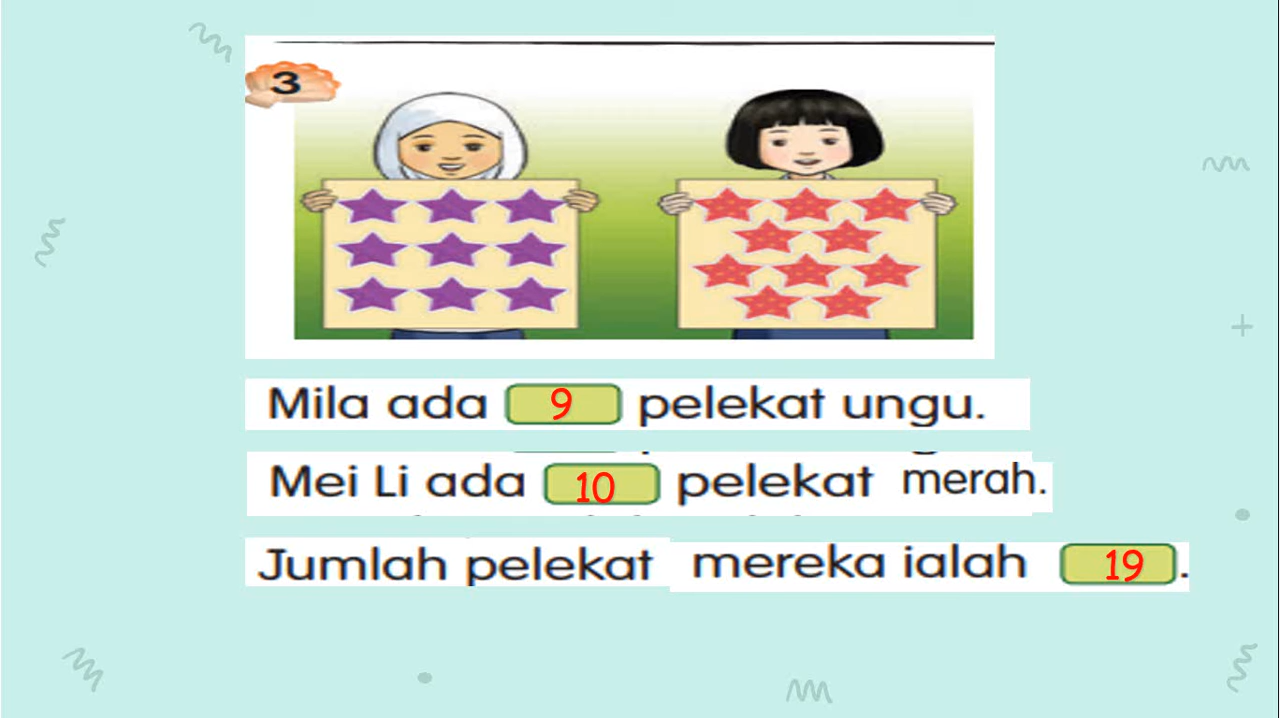 3
Mila ada 9 pelekat ungu.
Mei Li ada 10 pelekat merah.
Jumlah pelekat mereka ialah 19.